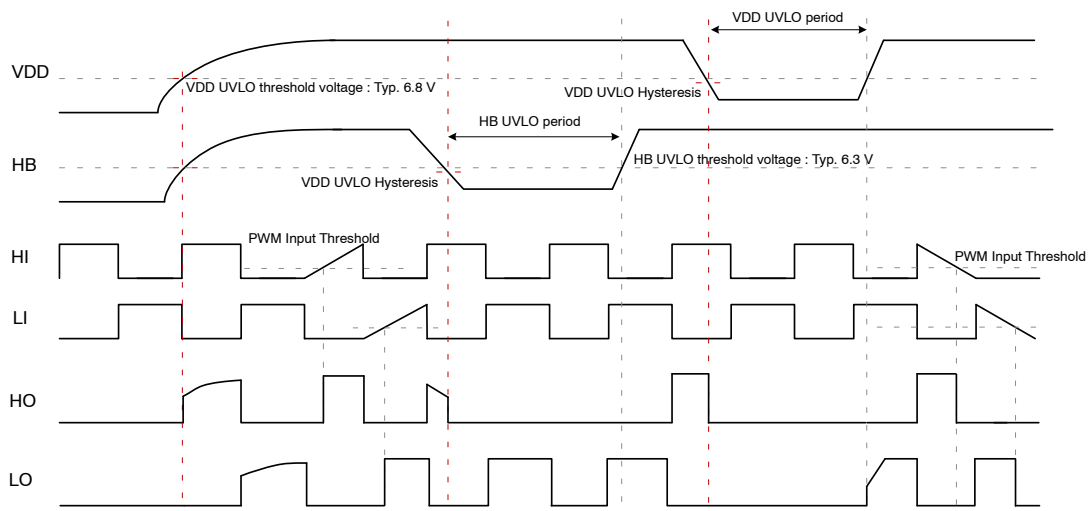 VDD UVLO period
VDD
VDD UVLO threshold voltage : Typ. 6.8 V
VDD UVLO Hysteresis
HB UVLO period
HB
HB UVLO threshold voltage : Typ. 6.3 V
VDD UVLO Hysteresis
PWM Input Threshold
HI
PWM Input Threshold
LI
HO
LO